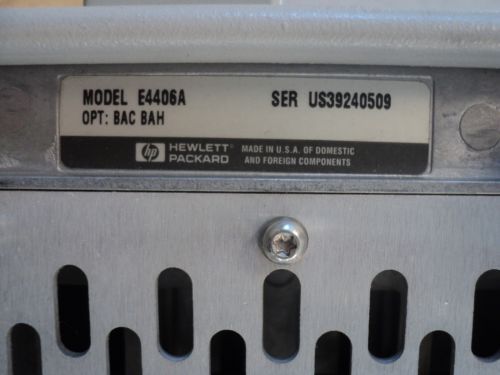 MODEL E4406A SER US39240509
OPT: BAC BAH
hp HEWLETT PACKARD MADE IN U.S.A. OF DOMESTIC AND FOREIGN COMPONENTS